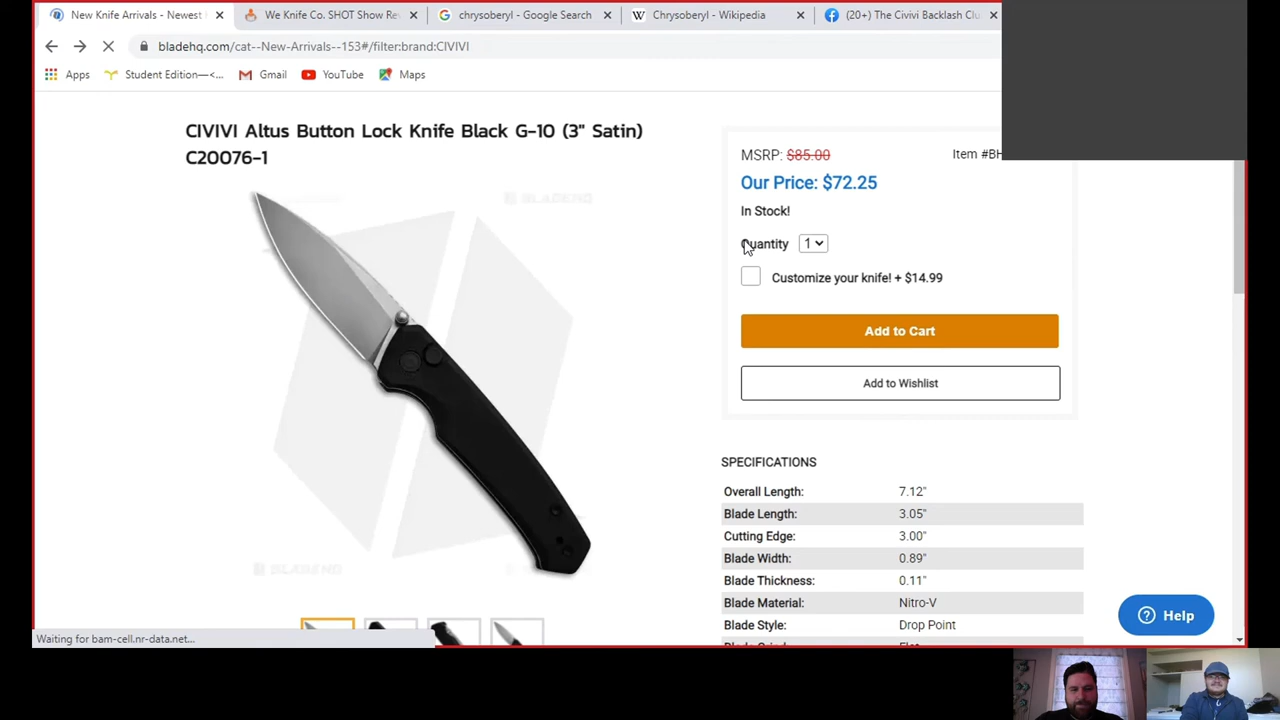 New Knife Arrivals - Newest
We Knife Co. SHOT Show Re
chrysoberyl - Google Search
Chrysoberyl - Wikipedia
(20+) The Civivi Backlash Clu
bladehq.com/cat--New-Arrivals--153#/filter:brand:CIVIVI
Apps
Student Edition—<...
Gmail
YouTube
Maps
CIVIVI Altus Button Lock Knife Black G-10 (3" Satin)
C20076-1
MSRP: $85.00
Item #BH
Our Price: $72.25
In Stock!
Quantity 1
Customize your knife! + $14.99
Add to Cart
Add to Wishlist
SPECIFICATIONS
Overall Length: 7.12"
Blade Length: 3.05"
Cutting Edge: 3.00"
Blade Width: 0.89"
Blade Thickness: 0.11"
Blade Material: Nitro-V
Blade Style: Drop Point
BLADEHQ
BLADEHQ
BLADEHQ
Help
Waiting for bam-cell.nr-data.net...